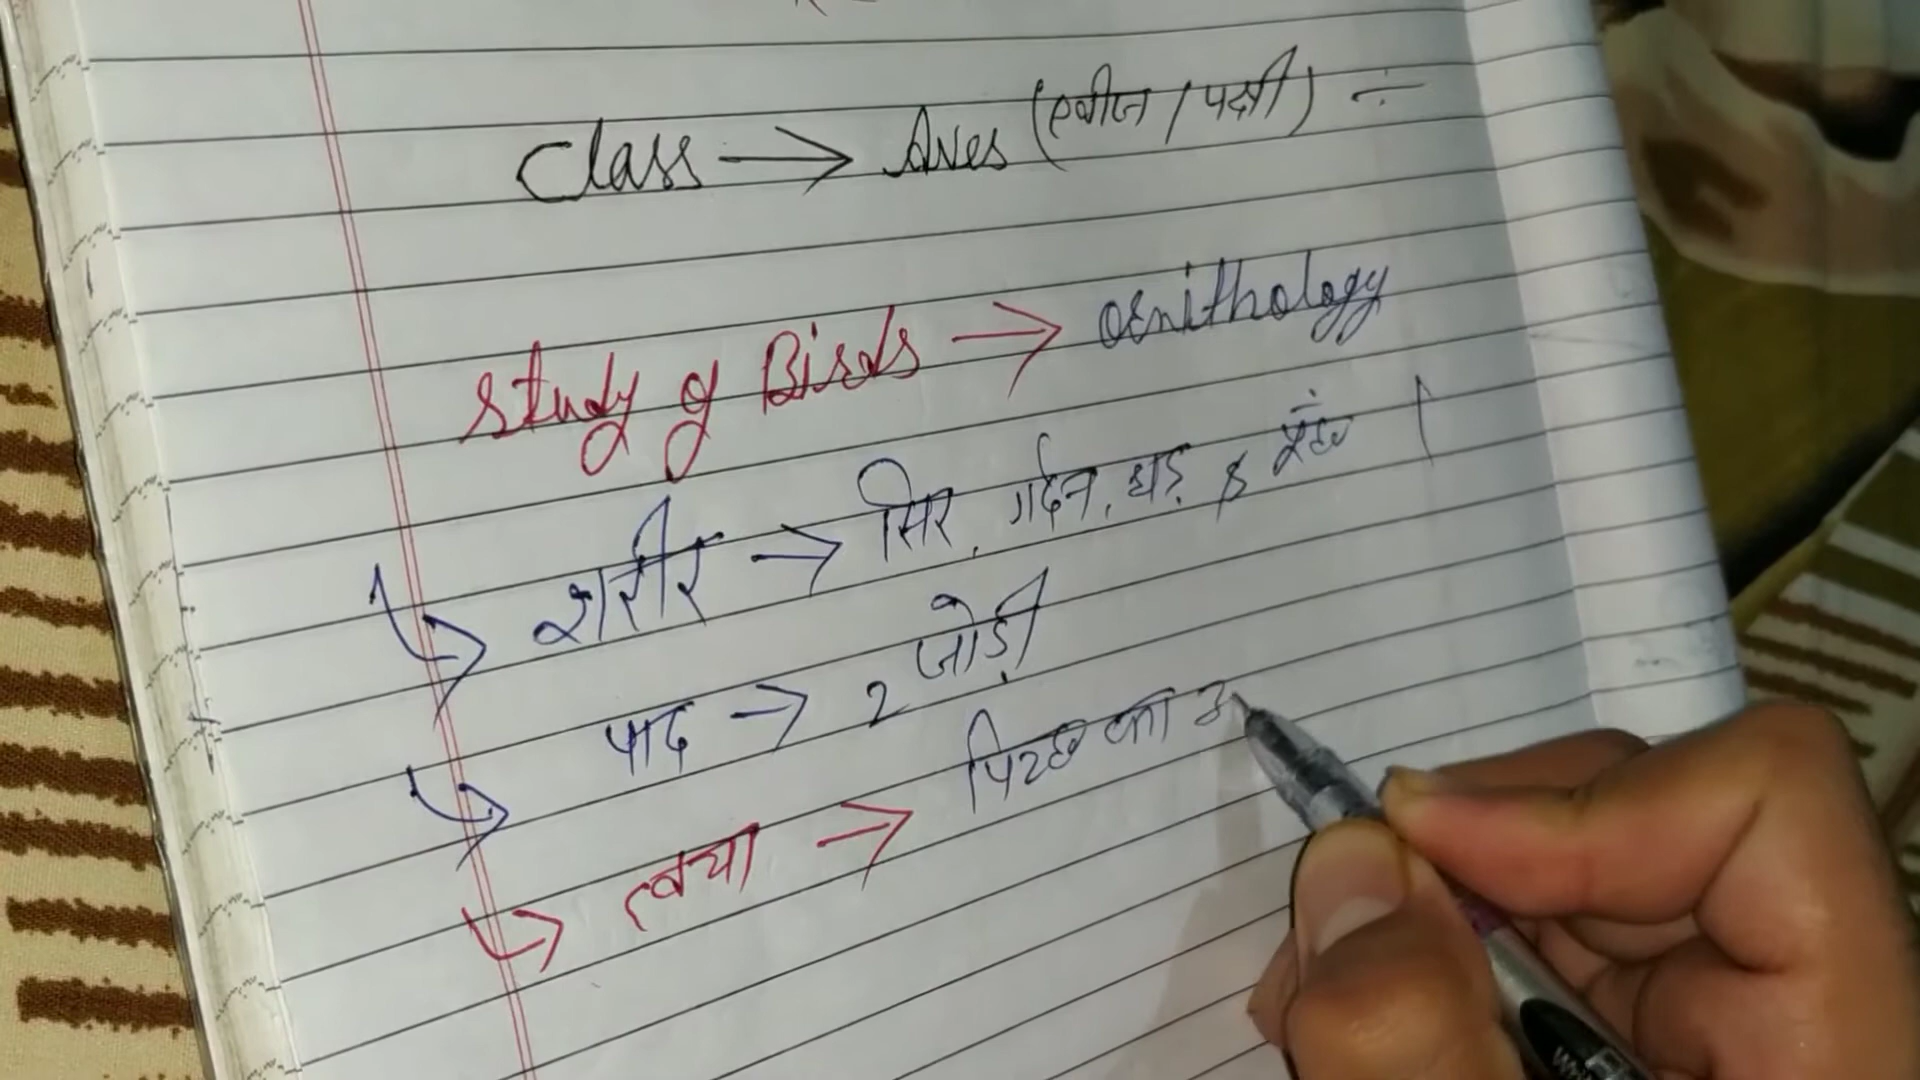 Class → Aves (एवीज / पक्षी) ÷
Study of Birds → Ornithology
शरीर → सिर, गर्दन, धड़ &
पाद → 2 जोड़ी
त्वचा → पिच्छ का